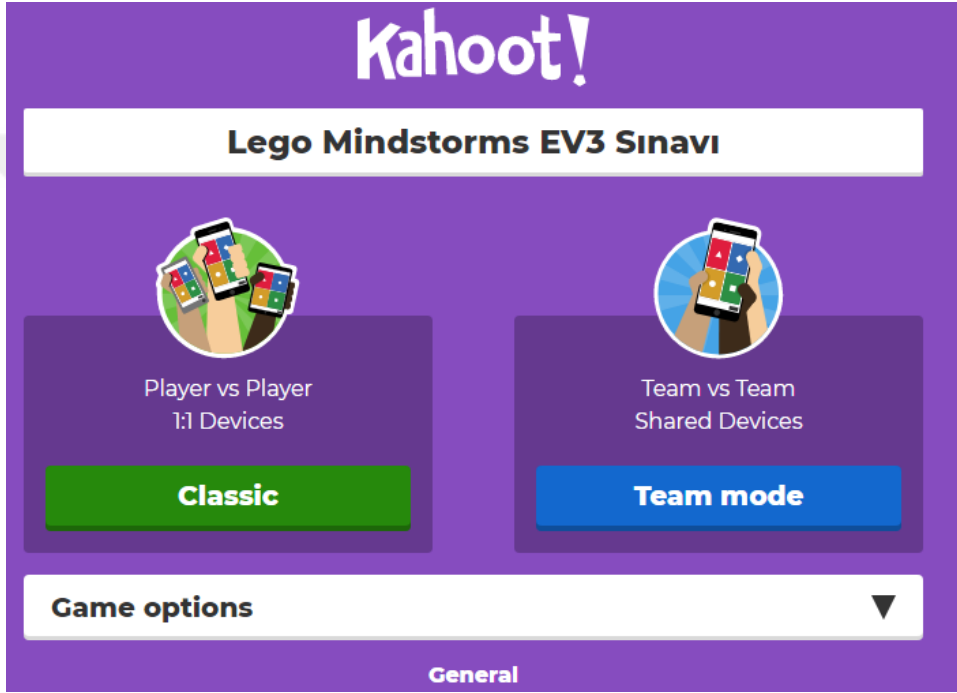 Kahoot!
Lego Mindstorms EV3 Sınavı
Player vs Player
1:1 Devices
Classic
Team vs Team
Shared Devices
Team mode
Game options
General